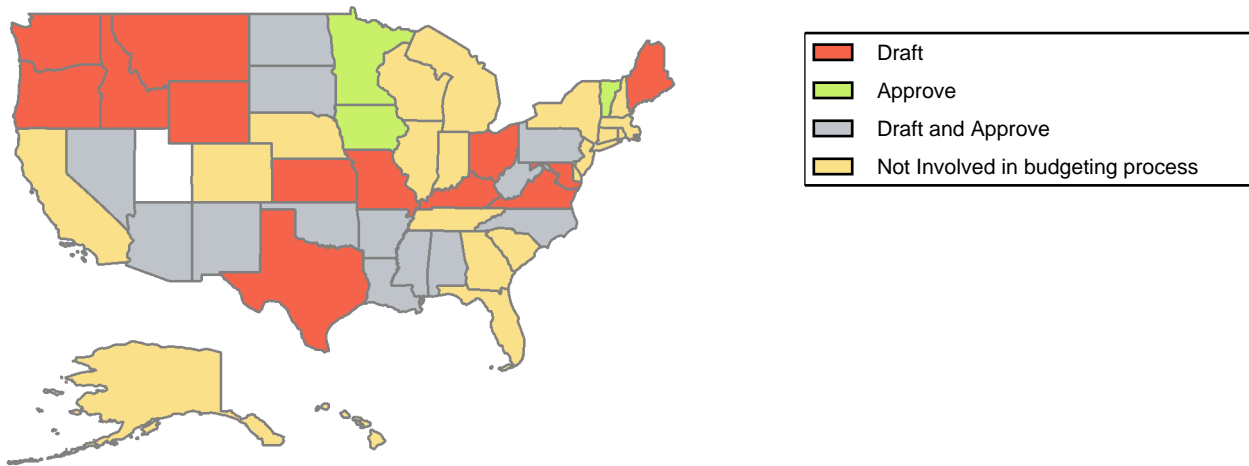 Draft
Approve
Draft and Approve
Not Involved in budgeting process